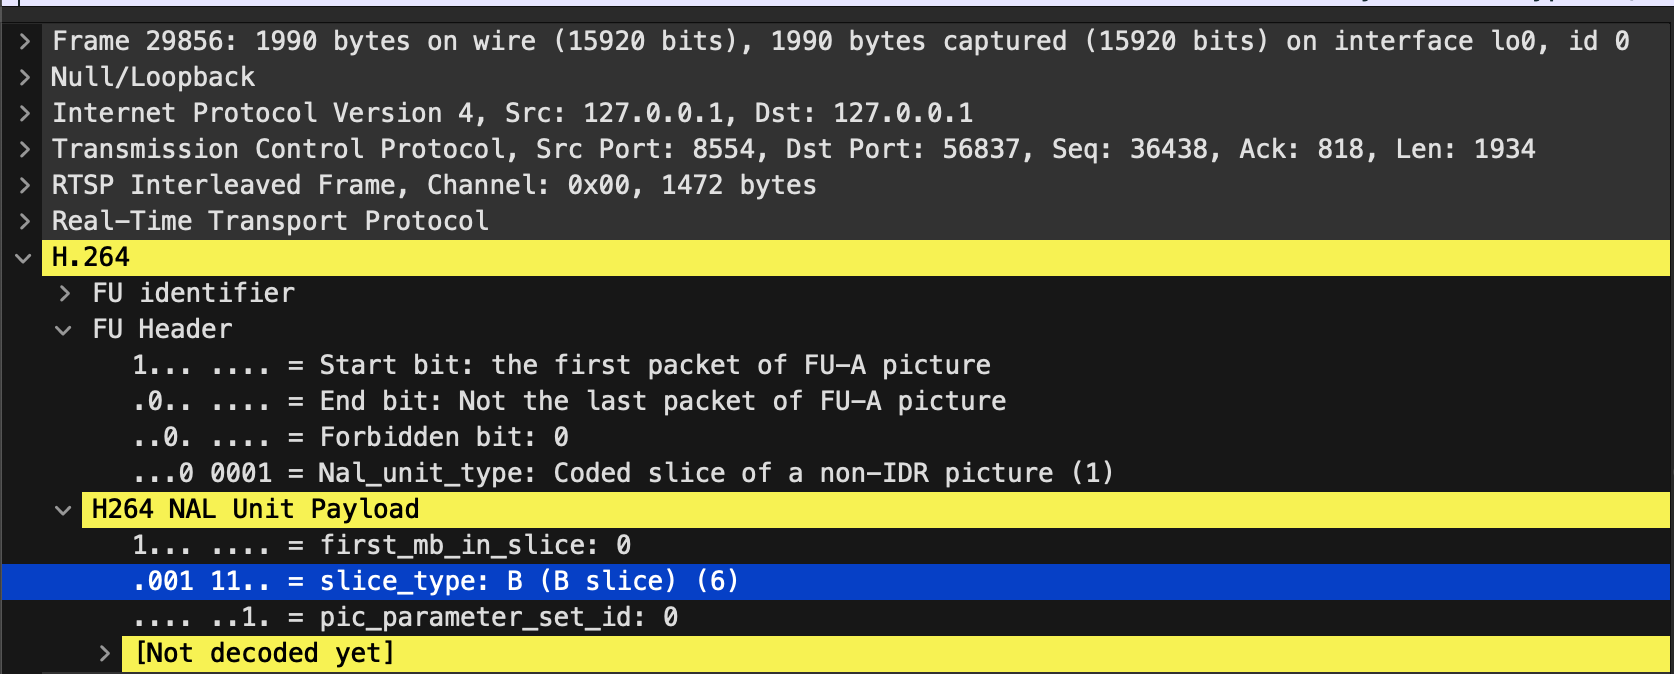 Frame 29856: 1990 bytes on wire (15920 bits), 1990 bytes captured (15920 bits) on interface lo0, id 0
Null/Loopback
Internet Protocol Version 4, Src: 127.0.0.1, Dst: 127.0.0.1
Transmission Control Protocol, Src Port: 8554, Dst Port: 56837, Seq: 36438, Ack: 818, Len: 1934
RTSP Interleaved Frame, Channel: 0x00, 1472 bytes
Real-Time Transport Protocol
H.264
FU identifier
FU Header
1... .... = Start bit: the first packet of FU-A picture
.0.. .... = End bit: Not the last packet of FU-A picture
..0. .... = Forbidden bit: 0
...0 0001 = Nal_unit_type: Coded slice of a non-IDR picture (1)
H264 NAL Unit Payload
1... .... = first_mb_in_slice: 0
.001 11.. = slice_type: B (B slice) (6)
.... ..1. = pic_parameter_set_id: 0
[Not decoded yet]